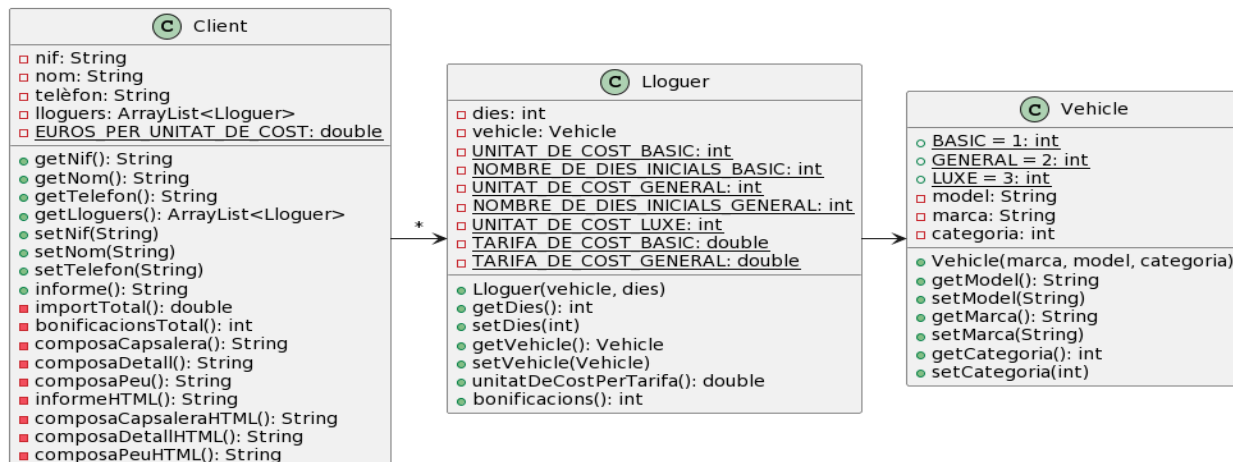 C Client
nif: String
nom: String
telèfon: String
lloguers: ArrayList<Lloguer>
EUROS_PER_UNITAT_DE_COST: double
getNif(): String
getNom(): String
getTelefon(): String
getLloguers(): ArrayList<Lloguer>
setNif(String)
setNom(String)
setTelefon(String)
informe(): String
importTotal(): double
bonificacionsTotal(): int
composaCapsalera(): String
composaDetall(): String
composaPeu(): String
informeHTML(): String
composaCapsaleraHTML(): String
composaDetallHTML(): String
composaPeuHTML(): String
*
C Lloguer
dies: int
vehicle: Vehicle
UNITAT_DE_COST_BASIC: int
NOMBRE_DE_DIES_INICIALS_BASIC: int
UNITAT_DE_COST_GENERAL: int
NOMBRE_DE_DIES_INICIALS_GENERAL: int
UNITAT_DE_COST_LUXE: int
TARIFA_DE_COST_BASIC: double
TARIFA_DE_COST_GENERAL: double
Lloguer(vehicle, dies)
getDies(): int
setDies(int)
getVehicle(): Vehicle
setVehicle(Vehicle)
unitatDeCostPerTarifa(): double
bonificacions(): int
C Vehicle
BASIC = 1: int
GENERAL = 2: int
LUXE = 3: int
model: String
marca: String
categoria: int
Vehicle(marca, model, categoria)
getModel(): String
setModel(String)
getMarca(): String
setMarca(String)
getCategoria(): int
setCategoria(int)